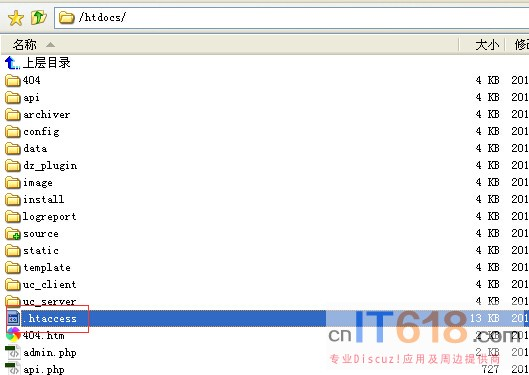 /htdocs/
名称 大小 修改
上层目录
404 4 KB 201
api 4 KB 201
archiver 4 KB 201
config 4 KB 201
data 4 KB 201
dz_plugin 4 KB 201
image 4 KB 201
install 4 KB 201
logreport 4 KB 201
source 4 KB 201
static 4 KB 201
template 4 KB 201
uc_client 4 KB 201
uc_server 4 KB 201
.htaccess 13 KB 201
404.htm 2 KB 201
admin.php 2 KB 201
api.php 727 201
cnIT618.com
专业Discuz!应用及周边提供商